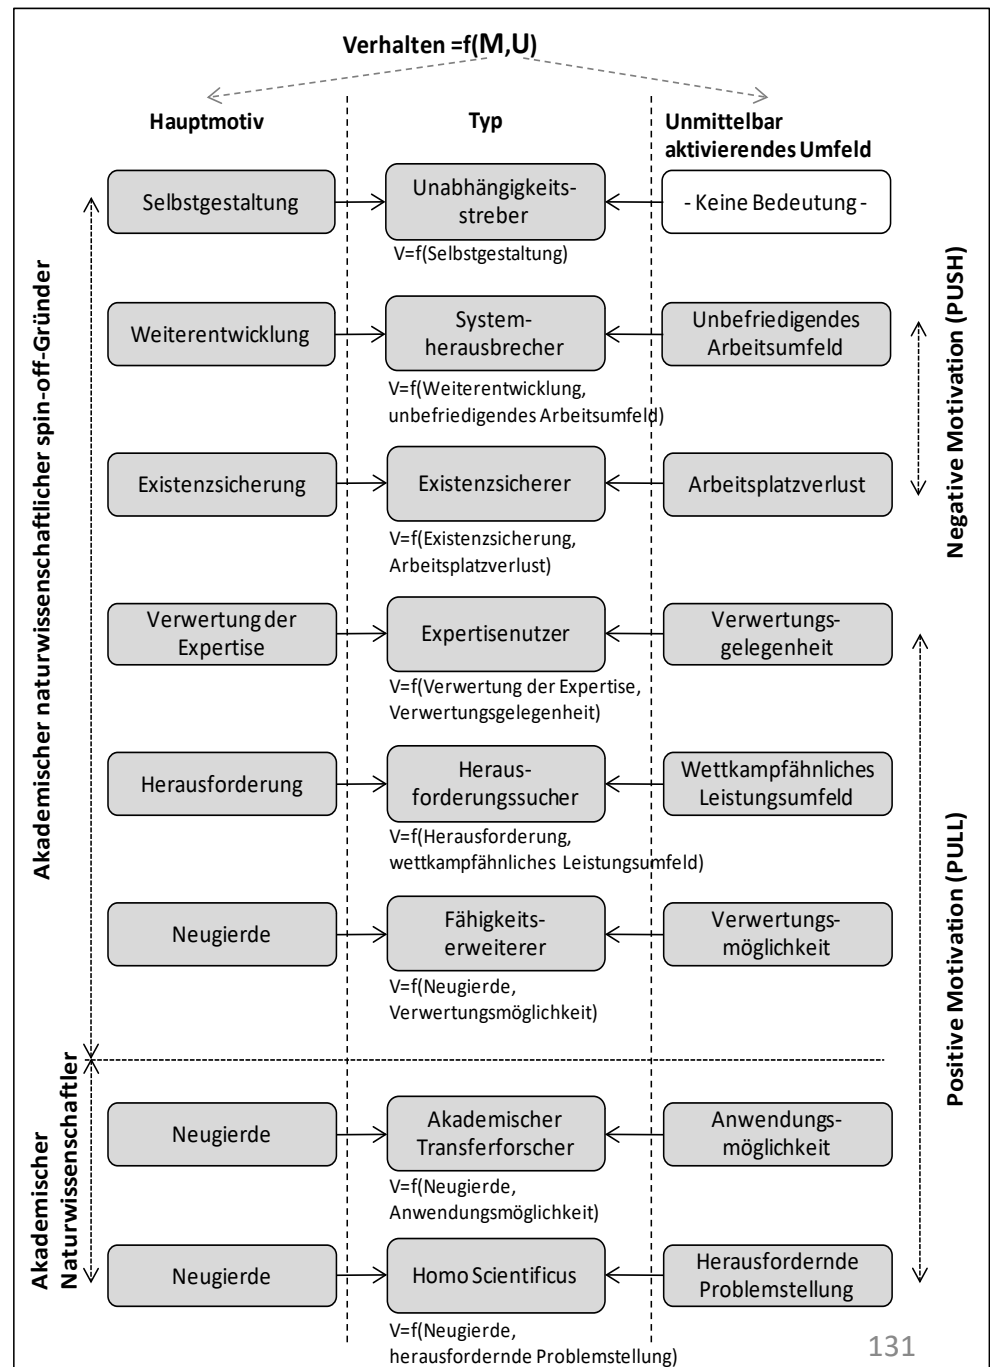 Verhalten =f(M,U)
Hauptmotiv
Typ
Unmittelbar
aktivierendes Umfeld
Akademischer naturwissenschaftlicher spin-off-Gründer
Selbstgestaltung
Unabhängigkeits-
streber
- Keine Bedeutung -
V=f(Selbstgestaltung)
Negative Motivation (PUSH)
Weiterentwicklung
System-
herausbrecher
Unbefriedigendes
Arbeitsumfeld
V=f(Weiterentwicklung,
unbefriedigendes Arbeitsumfeld)
Existenzsicherung
Existenzsicherer
Arbeitsplatzverlust
V=f(Existenzsicherung,
Arbeitsplatzverlust)
Positive Motivation (PULL)
Verwertung der
Expertise
Expertisenutzer
Verwertungs-
gelegenheit
V=f(Verwertung der Expertise,
Verwertungsgelegenheit)
Herausforderung
Heraus-
forderungssucher
Wettkampfähnliches
Leistungsumfeld
V=f(Herausforderung,
wettkampfähnliches Leistungsumfeld)
Neugierde
Fähigkeits-
erweiterer
Verwertungs-
möglichkeit
V=f(Neugierde,
Verwertungsmöglichkeit)
Akademischer
Naturwissenschaftler
Neugierde
Akademischer
Transferforscher
Anwendungs-
möglichkeit
V=f(Neugierde,
Anwendungsmöglichkeit)
Neugierde
Homo Scientificus
Herausfordernde
Problemstellung
V=f(Neugierde,
herausfordernde Problemstellung)
131